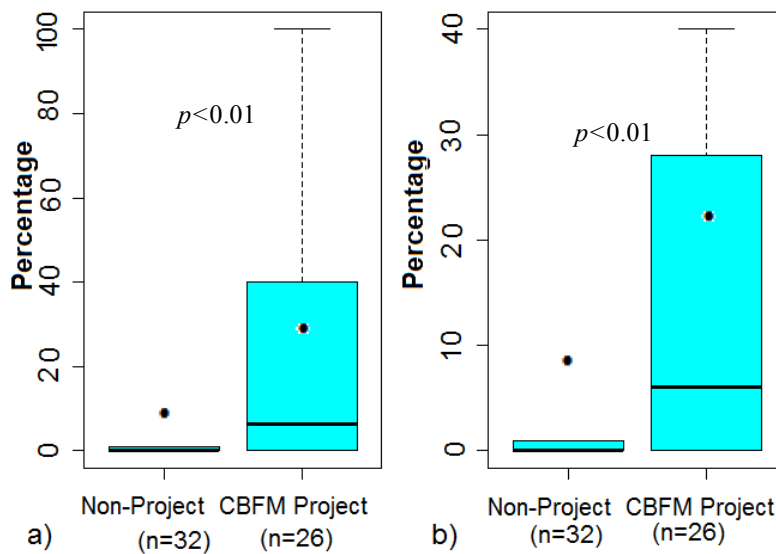 100
80
60
40
20
0
Percentage
p<0.01
Non-Project CBFM Project
(n=32) (n=26)
a)
40
30
20
10
0
Percentage
p<0.01
Non-Project CBFM Project
(n=32) (n=26)
b)